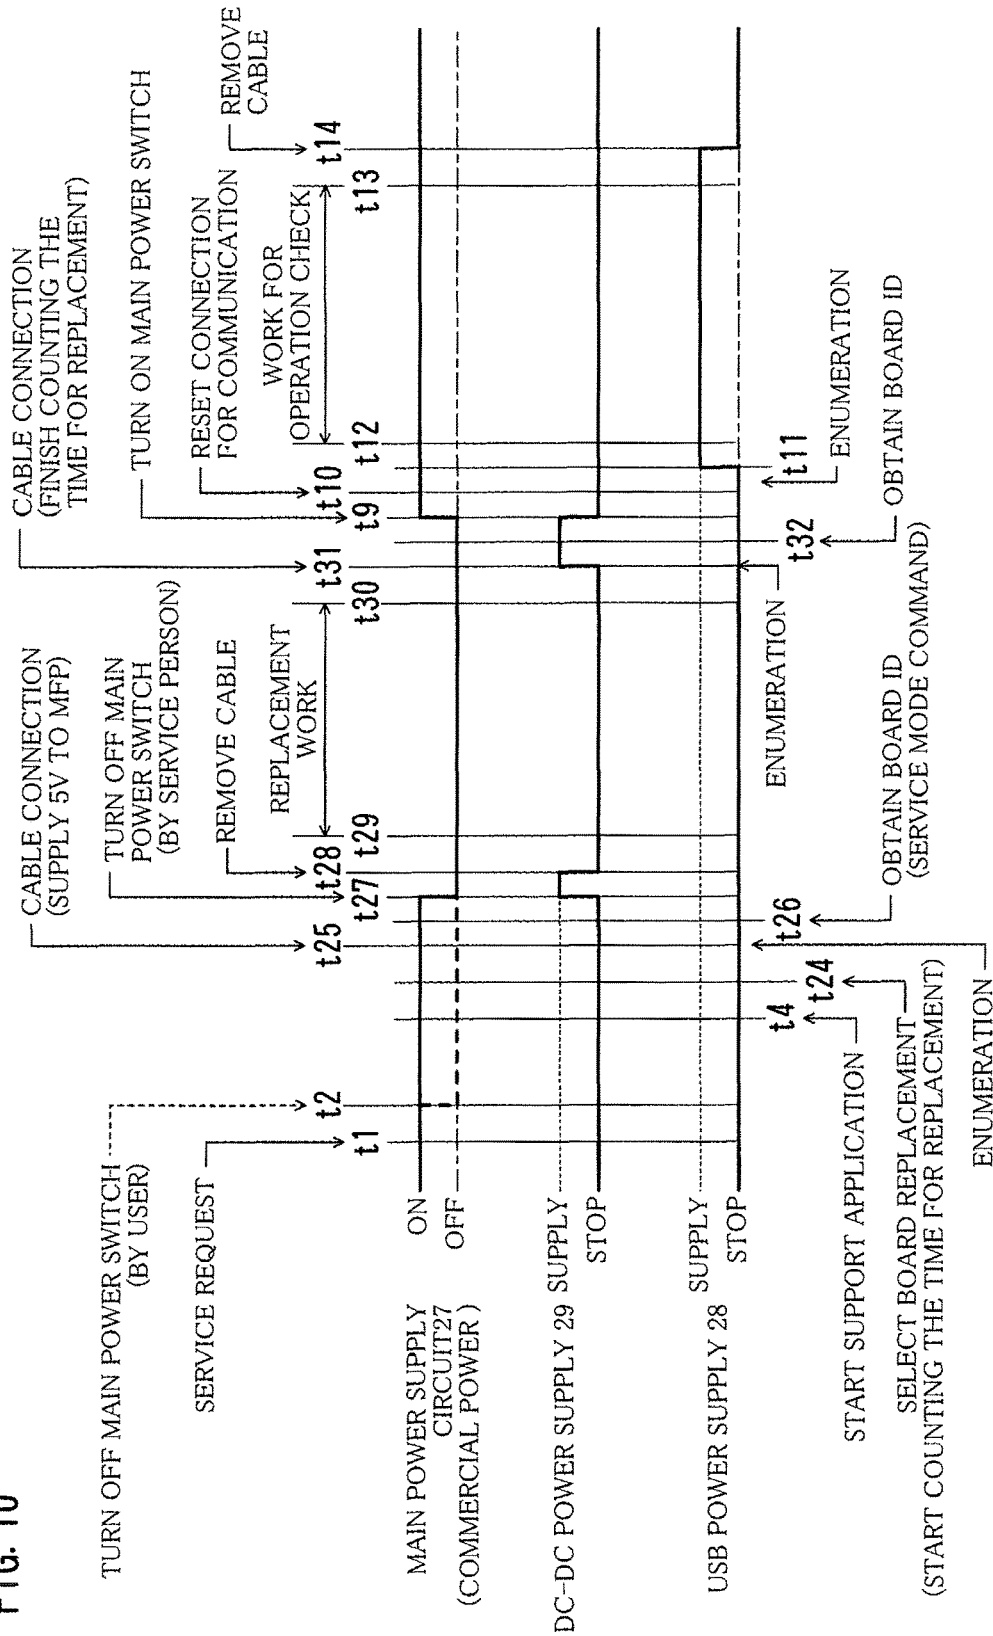 FIG. 10
TURN OFF MAIN POWER SWITCH
(BY USER)
SERVICE REQUEST
CABLE CONNECTION
(SUPPLY 5V TO MFP)
TURN OFF MAIN
POWER SWITCH
(BY SERVICE PERSON)
REMOVE CABLE
REPLACEMENT
WORK
CABLE CONNECTION
(FINISH COUNTING THE
TIME FOR REPLACEMENT)
TURN ON MAIN POWER SWITCH
RESET CONNECTION
FOR COMMUNICATION
WORK FOR
OPERATION CHECK
REMOVE
CABLE
t1
t2
t25
t27
t28
t29
t30
t31
t9
t10
t12
t13
t14
MAIN POWER SUPPLY
CIRCUIT27
(COMMERCIAL POWER )
ON
OFF
DC-DC POWER SUPPLY 29
SUPPLY
STOP
USB POWER SUPPLY 28
SUPPLY
STOP
t4
t24
t26
t32
t11
START SUPPORT APPLICATION
SELECT BOARD REPLACEMENT
(START COUNTING THE TIME FOR REPLACEMENT)
ENUMERATION
OBTAIN BOARD ID
(SERVICE MODE COMMAND)
ENUMERATION
OBTAIN BOARD ID
ENUMERATION